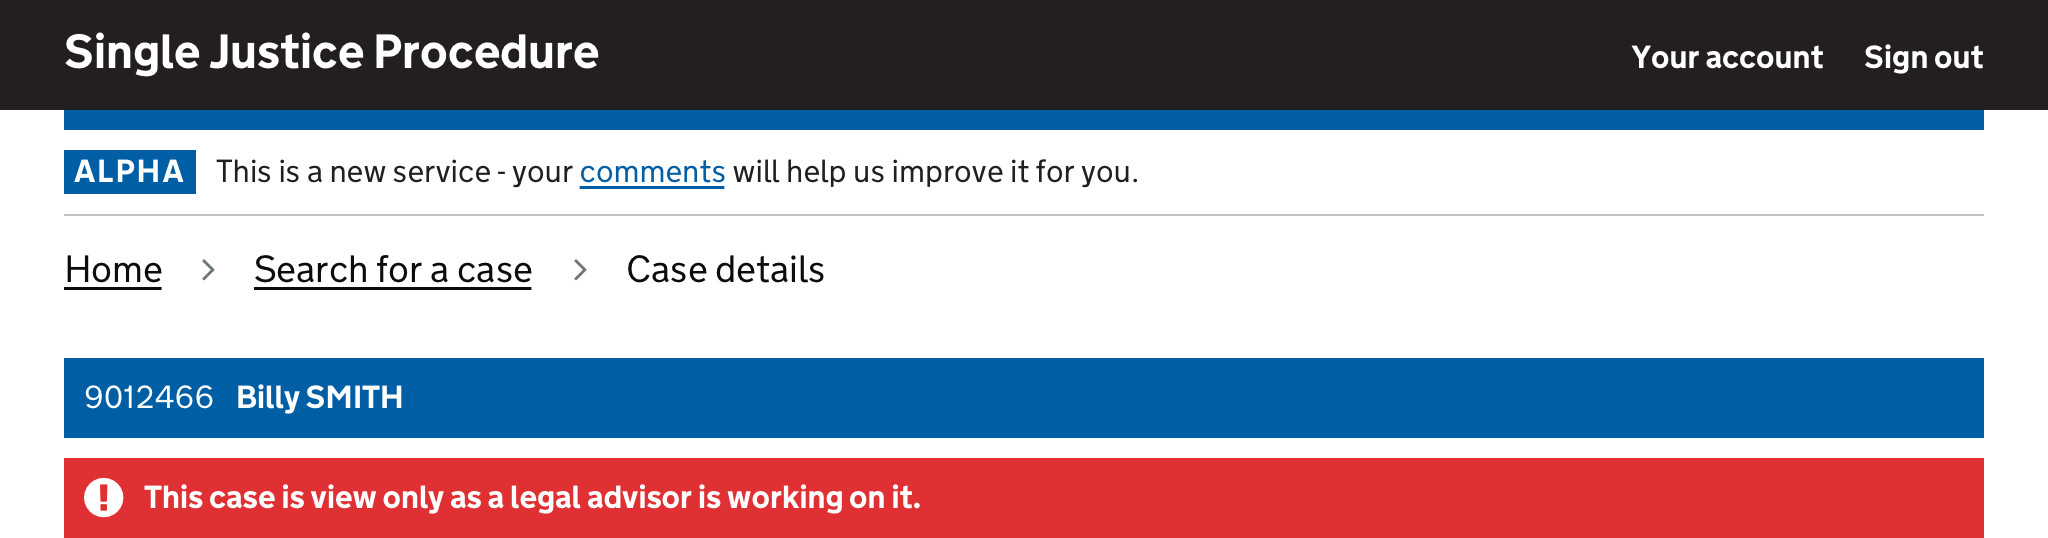 Single Justice Procedure
Your account Sign out
ALPHA This is a new service - your comments will help us improve it for you.
Home > Search for a case > Case details
9012466 Billy SMITH
This case is view only as a legal advisor is working on it.